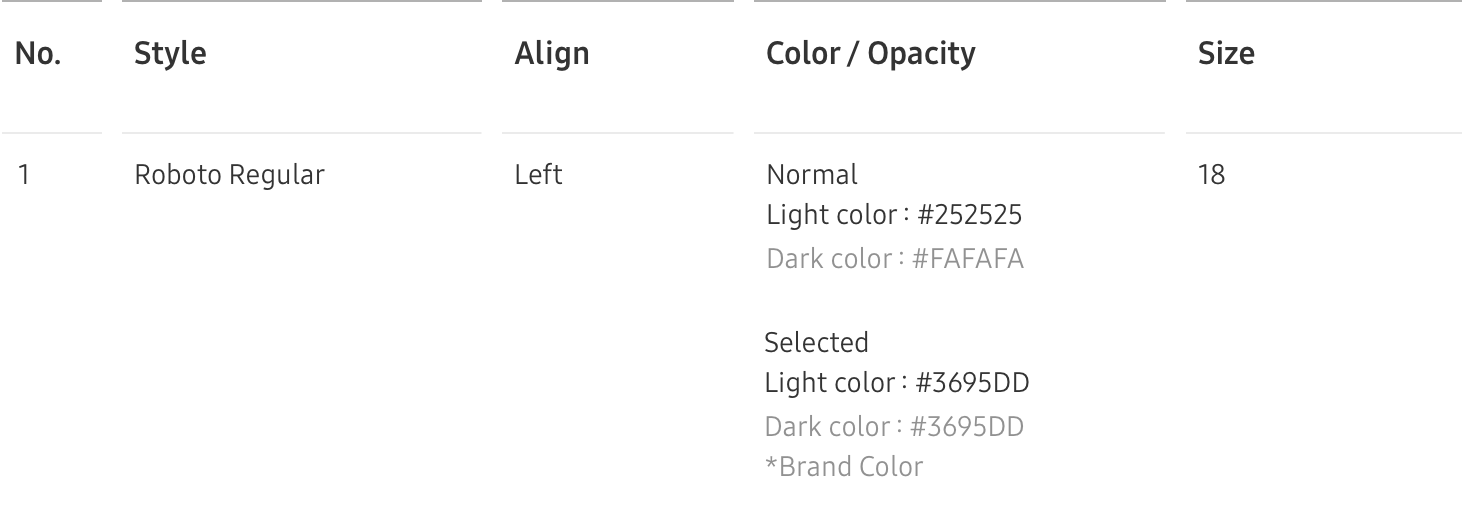 No. Style Align Color / Opacity Size
1 Roboto Regular Left Normal 18
Light color : #252525
Dark color : #FAFAFA
Selected
Light color : #3695DD
Dark color : #3695DD
*Brand Color